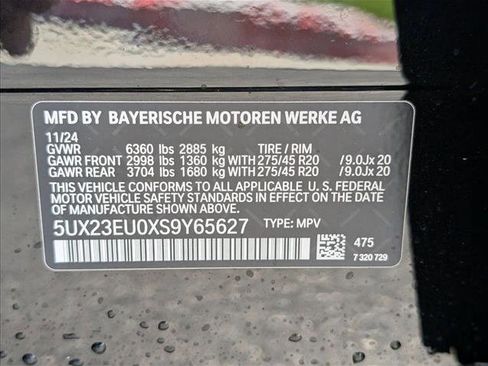 MFD BY BAYERISCHE MOTOREN WERKE AG
11/24
GVWR 6360 lbs 2885 kg TIRE / RIM
GAWR FRONT 2998 lbs 1360 kg WITH 275/45 R20 /9.0Jx 20
GAWR REAR 3704 lbs 1680 kg WITH 275/45 R20 /9.0Jx 20
THIS VEHICLE CONFORMS TO ALL APPLICABLE U. S. FEDERAL
MOTOR VEHICLE SAFETY STANDARDS IN EFFECT ON THE DATE
OF MANUFACTURE SHOWN ABOVE.
5UX23EU0XS9Y65627 TYPE: MPV
475
7 320 729